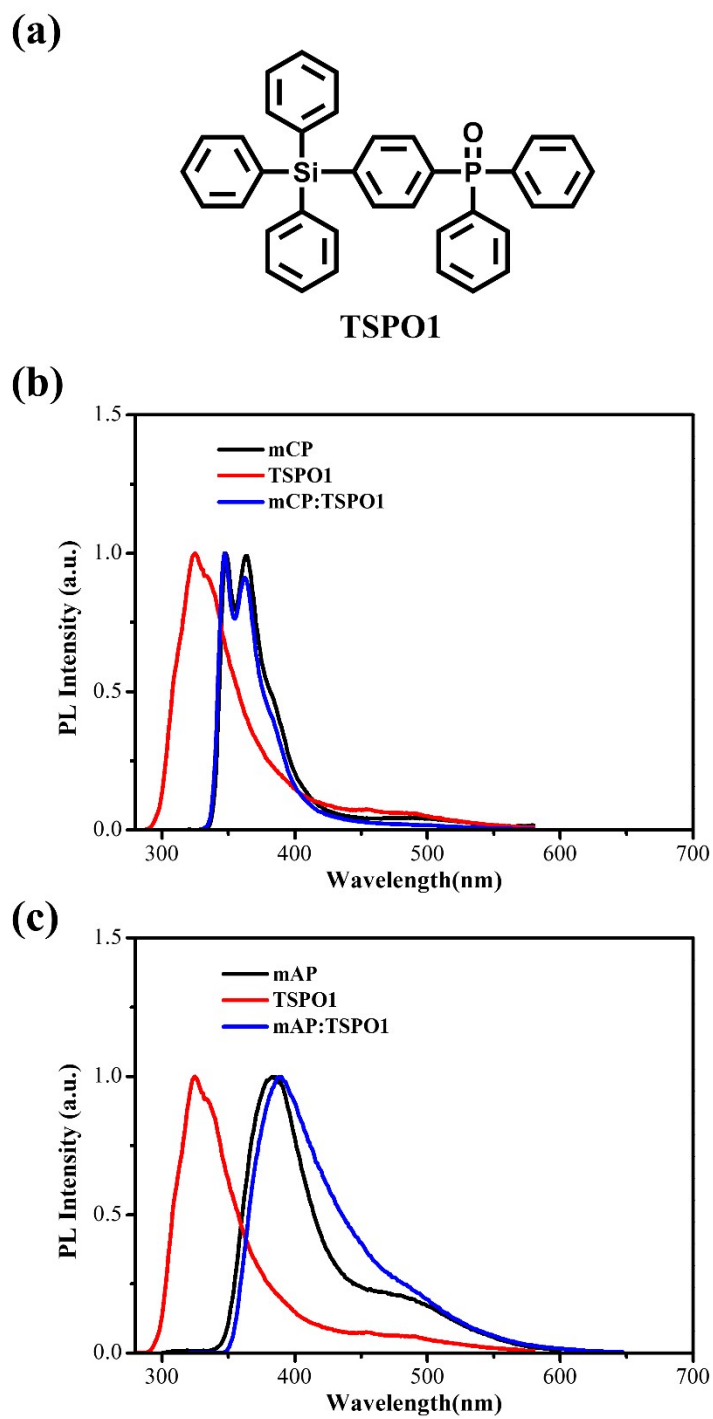 (a)
O
Si
P
TSPO1
(b)
1.5
mCP
TSPO1
mCP:TSPO1
1.0
PL Intensity (a.u.)
0.5
0.0
300 400 500 600 700
Wavelength(nm)
(c)
1.5
mAP
TSPO1
mAP:TSPO1
1.0
PL Intensity (a.u.)
0.5
0.0
300 400 500 600 700
Wavelength(nm)